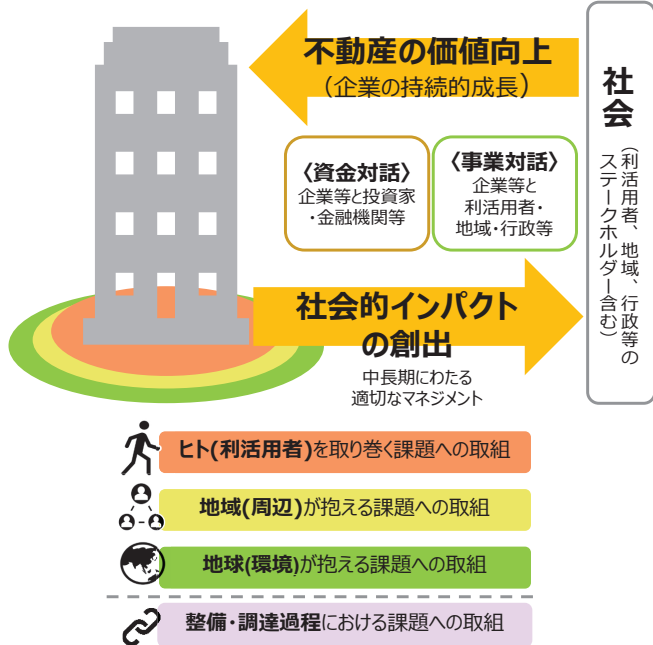 不動産の価値向上
（企業の持続的成長）
〈資金対話〉
企業等と投資家
・金融機関等
〈事業対話〉
企業等と
利活用者・
地域・行政等
社会
（利活用者、地域、行政等の
ステークホルダー含む）
社会的インパクト
の創出
中長期にわたる
適切なマネジメント
ヒト(利活用者)を取り巻く課題への取組
地域(周辺)が抱える課題への取組
地球(環境)が抱える課題への取組
整備・調達過程における課題への取組